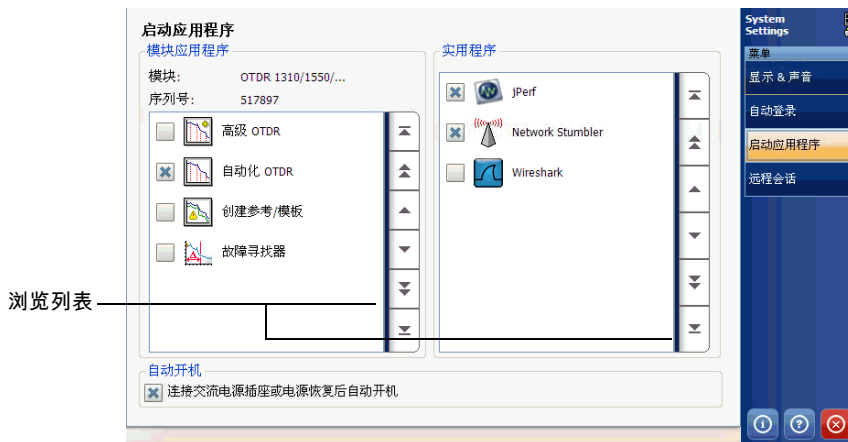 启动应用程序
模块应用程序
模块: OTDR 1310/1550/...
序列号: 517897
高级 OTDR
自动化 OTDR
创建参考/模板
故障寻找器
实用程序
jPerf
Network Stumbler
Wireshark
浏览列表
自动开机
连接交流电源插座或电源恢复后自动开机
System
Settings
菜单
显示 & 声音
自动登录
启动应用程序
远程会话